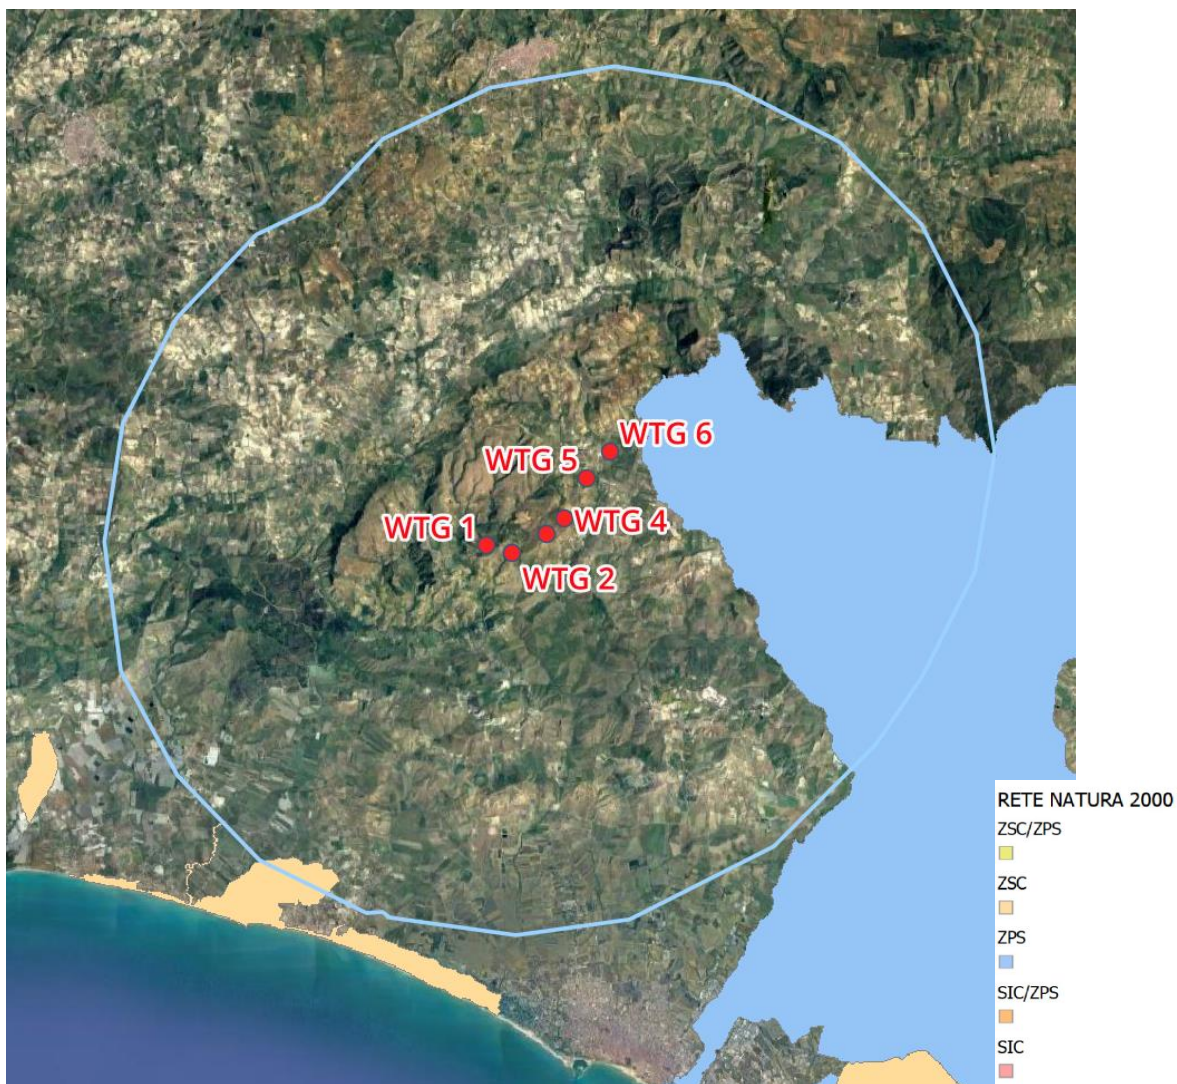 WTG 6
WTG 5
WTG 4
WTG 1
WTG 2
RETE NATURA 2000
ZSC/ZPS
ZSC
ZPS
SIC/ZPS
SIC